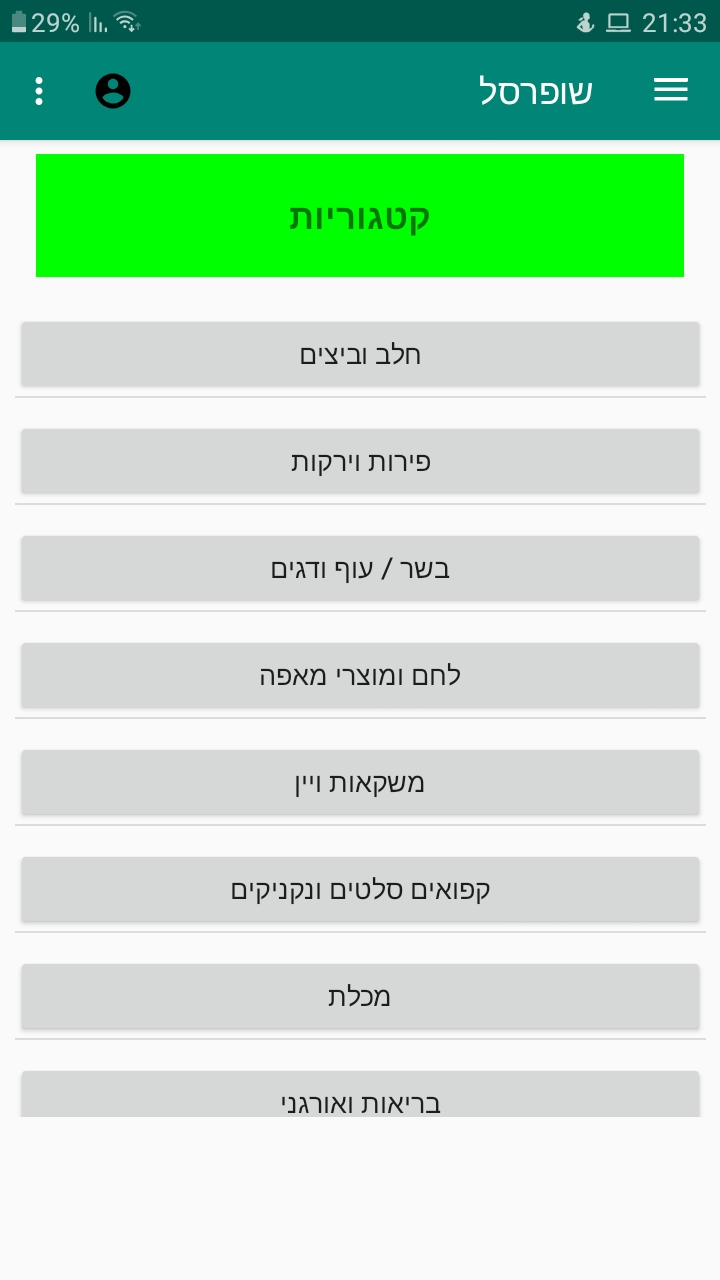 29% 21:33
שופרסל
קטגוריות
חלב וביצים
פירות וירקות
בשר / עוף ודגים
לחם ומוצרי מאפה
משקאות ויין
קפואים סלטים ונקניקים
מכלת
בריאות ואורגני